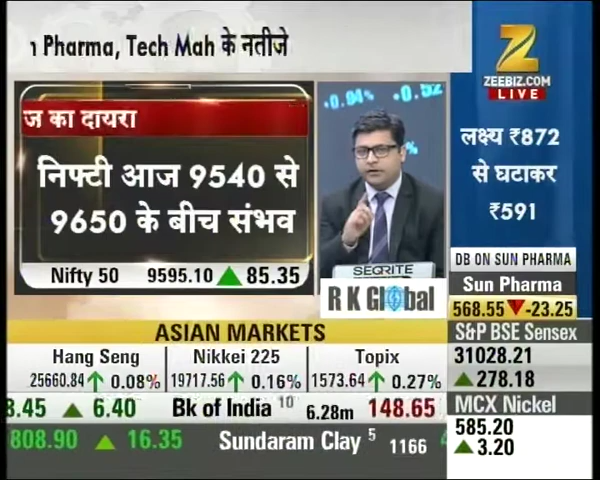 Pharma, Tech Mah के नतीजे
ZEEBIZ.COM
LIVE
का दायरा
निफ्टी आज 9540 से
9650 के बीच संभव
Nifty 50 9595.10 85.35
SEQRITE
R K Global
लक्ष्य ₹872
से घटाकर
₹591
DB ON SUN PHARMA
Sun Pharma
568.55 -23.25
S&P BSE Sensex
31028.21
278.18
MCX Nickel
585.20
3.20
ASIAN MARKETS
Hang Seng Nikkei 225 Topix
25660.84 0.08% 19717.56 0.16% 1573.64 0.27%
3.45 6.40 Bk of India 10 6.28m 148.65
808.90 16.35 Sundaram Clay 5 1166